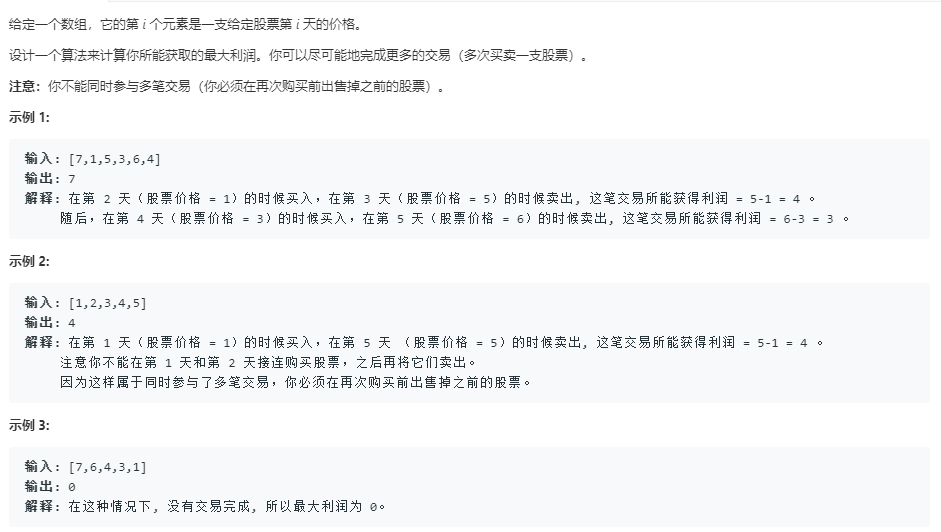 给定一个数组，它的第 i 个元素是一支给定股票第 i 天的价格。
设计一个算法来计算你所能获取的最大利润。你可以尽可能地完成更多的交易（多次买卖一支股票）。
注意：你不能同时参与多笔交易（你必须在再次购买前出售掉之前的股票）。
示例 1:
输入: [7,1,5,3,6,4]
输出: 7
解释: 在第 2 天（股票价格 = 1）的时候买入，在第 3 天（股票价格 = 5）的时候卖出, 这笔交易所能获得利润 = 5-1 = 4 。
随后，在第 4 天（股票价格 = 3）的时候买入，在第 5 天（股票价格 = 6）的时候卖出, 这笔交易所能获得利润 = 6-3 = 3 。
示例 2:
输入: [1,2,3,4,5]
输出: 4
解释: 在第 1 天（股票价格 = 1）的时候买入，在第 5 天 （股票价格 = 5）的时候卖出, 这笔交易所能获得利润 = 5-1 = 4 。
注意你不能在第 1 天和第 2 天接连购买股票，之后再将它们卖出。
因为这样属于同时参与了多笔交易，你必须在再次购买前出售掉之前的股票。
示例 3:
输入: [7,6,4,3,1]
输出: 0
解释: 在这种情况下, 没有交易完成, 所以最大利润为 0。